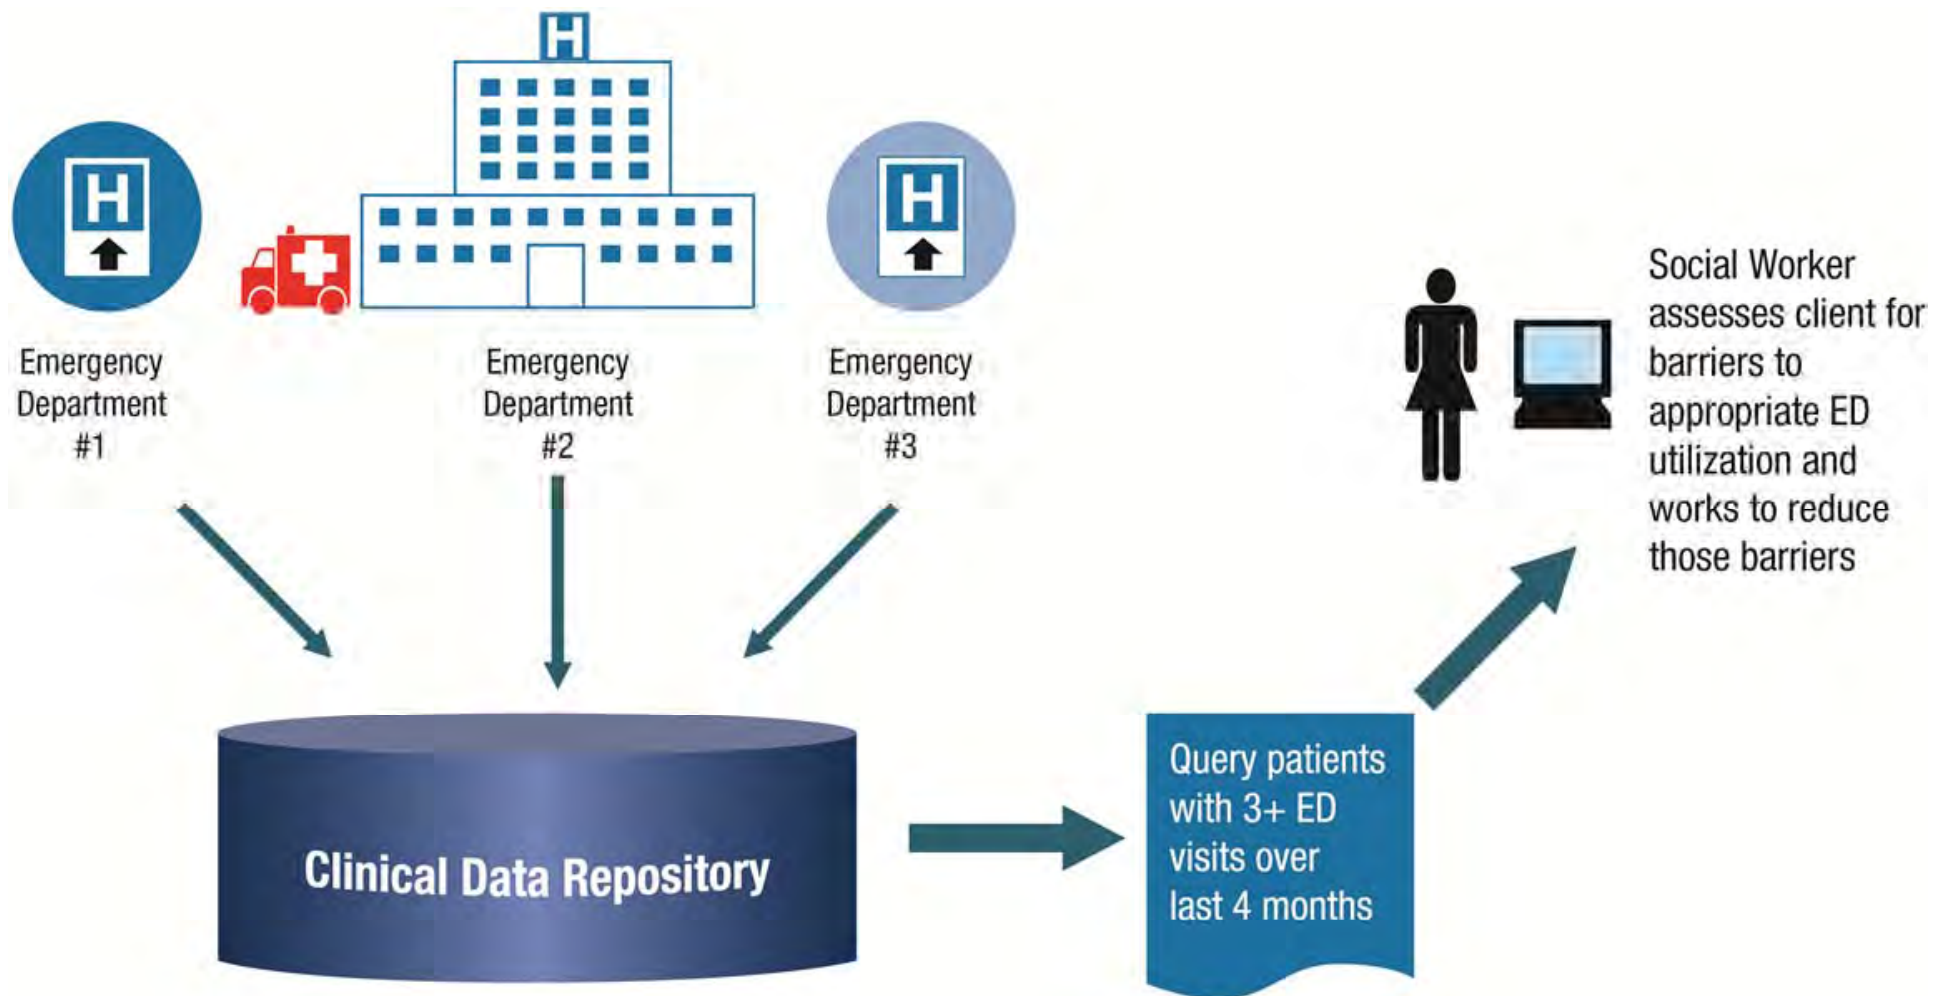 H
H
H
Emergency
Department
#1
Emergency
Department
#2
Emergency
Department
#3
Social Worker
assesses client for
barriers to
appropriate ED
utilization and
works to reduce
those barriers
Clinical Data Repository
Query patients
with 3+ ED
visits over
last 4 months